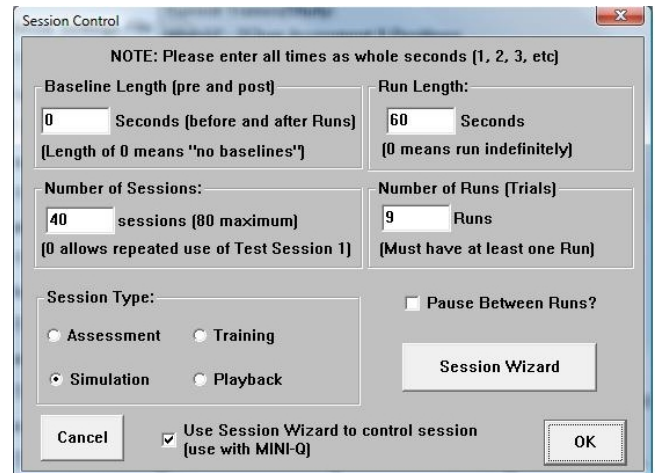 Session Control
NOTE: Please enter all times as whole seconds (1, 2, 3, etc)
Baseline Length (pre and post)
0 Seconds (before and after Runs)
(Length of 0 means "no baselines")
Run Length:
60 Seconds
(0 means run indefinitely)
Number of Sessions:
40 sessions (80 maximum)
(0 allows repeated use of Test Session 1)
Number of Runs (Trials)
9 Runs
(Must have at least one Run)
Session Type:
Assessment Training
Simulation Playback
Pause Between Runs?
Session Wizard
Cancel
Use Session Wizard to control session
(use with MINI-Q)
OK